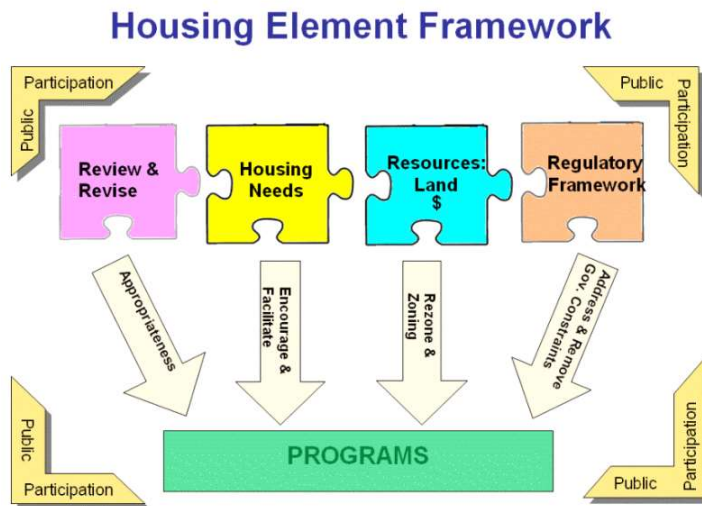 Housing Element Framework
Participation
Public
Public
Participation
Review &
Revise
Housing
Needs
Resources:
Land
$
Regulatory
Framework
Appropriateness
Encourage &
Facilitate
Rezone &
Zoning
Address & Remove
Gov. Constraints
PROGRAMS
Public
Participation
Public
Participation